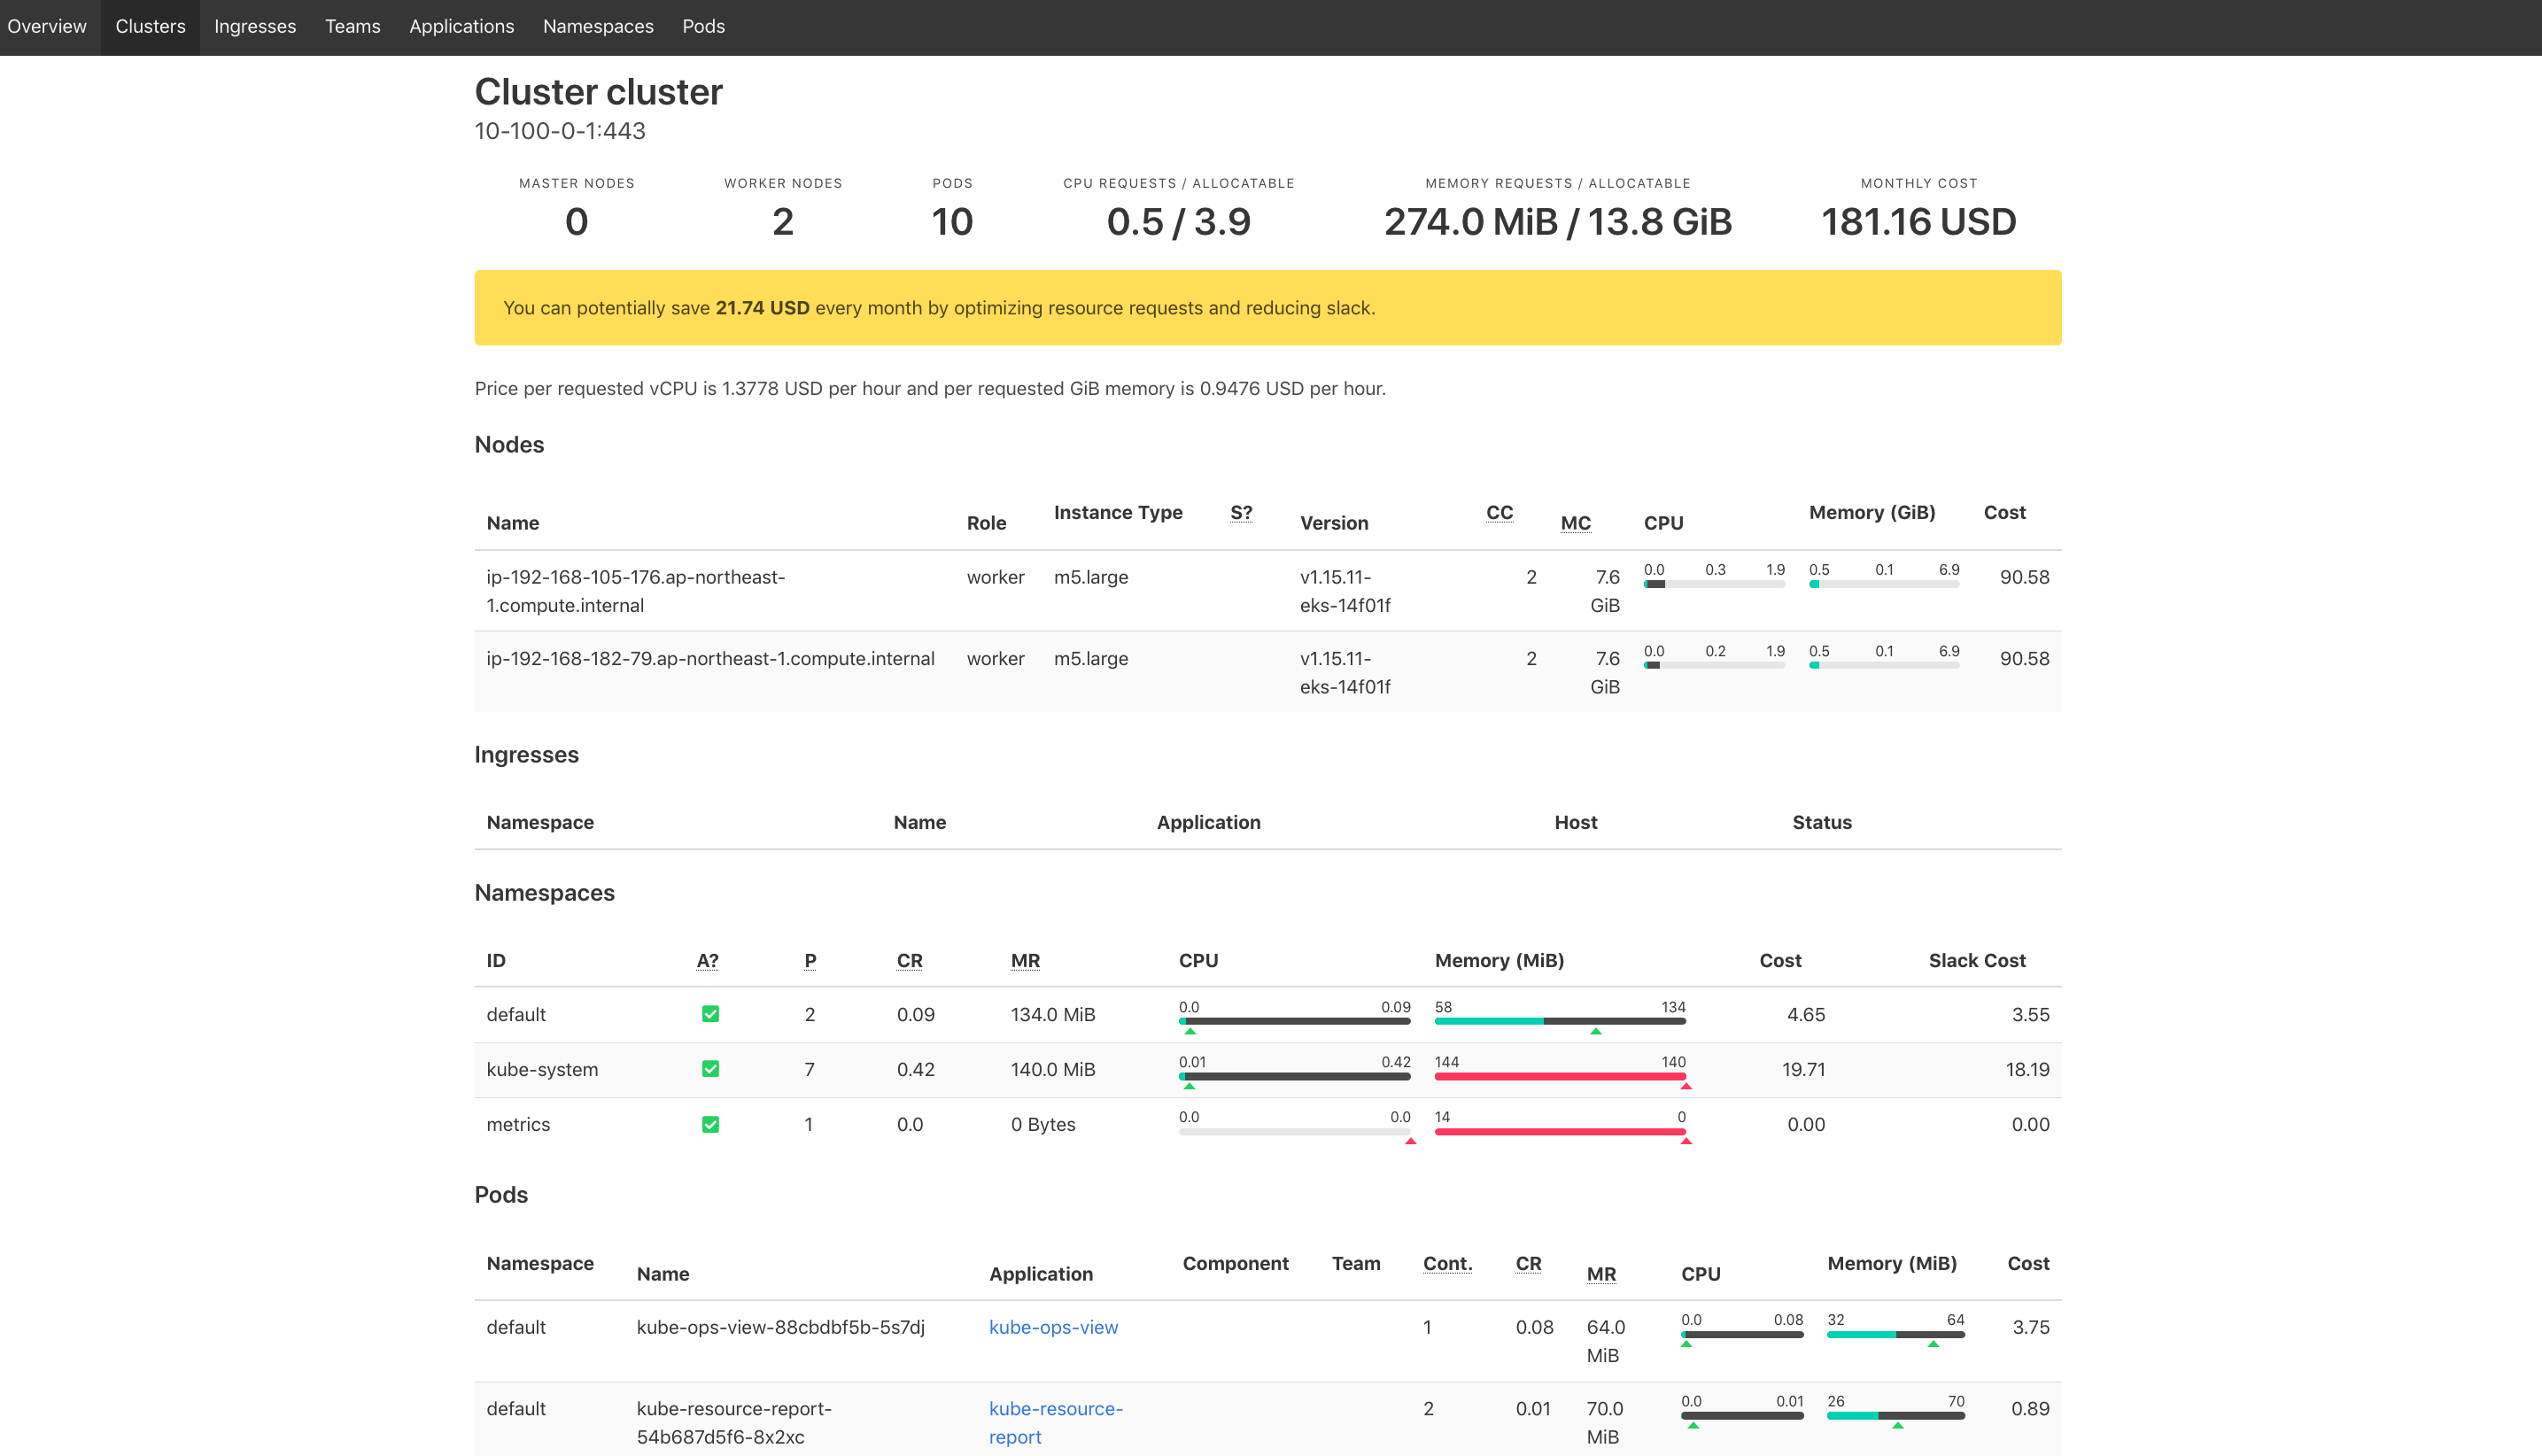 Overview Clusters Ingresses Teams Applications Namespaces Pods
Cluster cluster
10-100-0-1:443
MASTER NODES WORKER NODES PODS CPU REQUESTS / ALLOCATABLE MEMORY REQUESTS / ALLOCATABLE MONTHLY COST
0 2 10 0.5 / 3.9 274.0 MiB / 13.8 GiB 181.16 USD
You can potentially save 21.74 USD every month by optimizing resource requests and reducing slack.
Price per requested vCPU is 1.3778 USD per hour and per requested GiB memory is 0.9476 USD per hour.
Nodes
Name Role Instance Type S? Version CC MC CPU Memory (GiB) Cost
ip-192-168-105-176.ap-northeast- worker m5.large v1.15.11- 2 7.6 0.0 0.3 1.9 0.5 0.1 6.9 90.58
1.compute.internal eks-14f01f GiB
ip-192-168-182-79.ap-northeast-1.compute.internal worker m5.large v1.15.11- 2 7.6 0.0 0.2 1.9 0.5 0.1 6.9 90.58
eks-14f01f GiB
Ingresses
Namespace Name Application Host Status
Namespaces
ID A? P CR MR CPU Memory (MiB) Cost Slack Cost
default 2 0.09 134.0 MiB 0.0 0.09 58 134 4.65 3.55
kube-system 7 0.42 140.0 MiB 0.01 0.42 144 140 19.71 18.19
metrics 1 0.0 0 Bytes 0.0 0.0 14 0 0.00 0.00
Pods
Namespace Name Application Component Team Cont. CR MR CPU Memory (MiB) Cost
default kube-ops-view-88cbdbf5b-5s7dj kube-ops-view 1 0.08 64.0 0.0 0.08 32 64 3.75
MiB
default kube-resource-report- kube-resource- 2 0.01 70.0 0.0 0.01 26 70 0.89
54b687d5f6-8x2xc report MiB